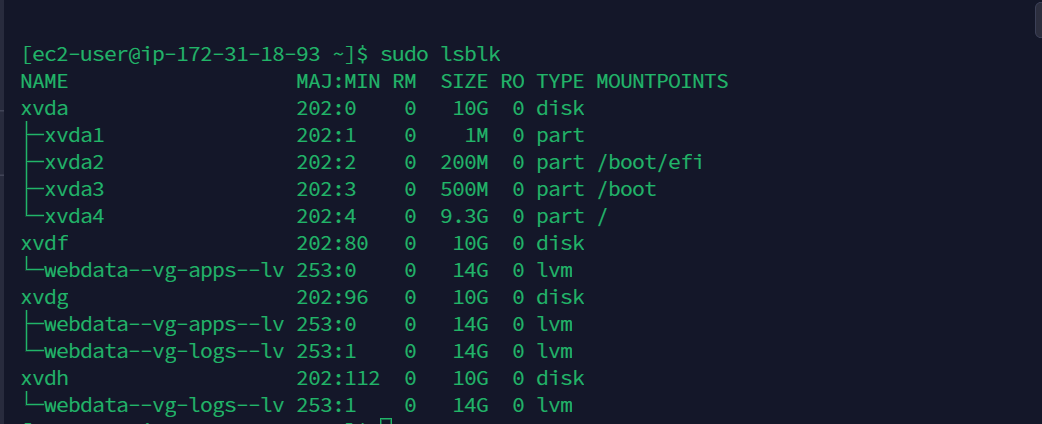 [ec2-user@ip-172-31-18-93 ~]$ sudo lsblk
NAME                   MAJ:MIN RM  SIZE RO TYPE MOUNTPOINTS
xvda                   202:0    0   10G  0 disk
├─xvda1                202:1    0    1M  0 part
├─xvda2                202:2    0  200M  0 part /boot/efi
├─xvda3                202:3    0  500M  0 part /boot
└─xvda4                202:4    0  9.3G  0 part /
xvdf                   202:80   0   10G  0 disk
└─webdata--vg-apps--lv 253:0    0   14G  0 lvm
xvdg                   202:96   0   10G  0 disk
├─webdata--vg-apps--lv 253:0    0   14G  0 lvm
└─webdata--vg-logs--lv 253:1    0   14G  0 lvm
xvdh                   202:112  0   10G  0 disk
└─webdata--vg-logs--lv 253:1    0   14G  0 lvm